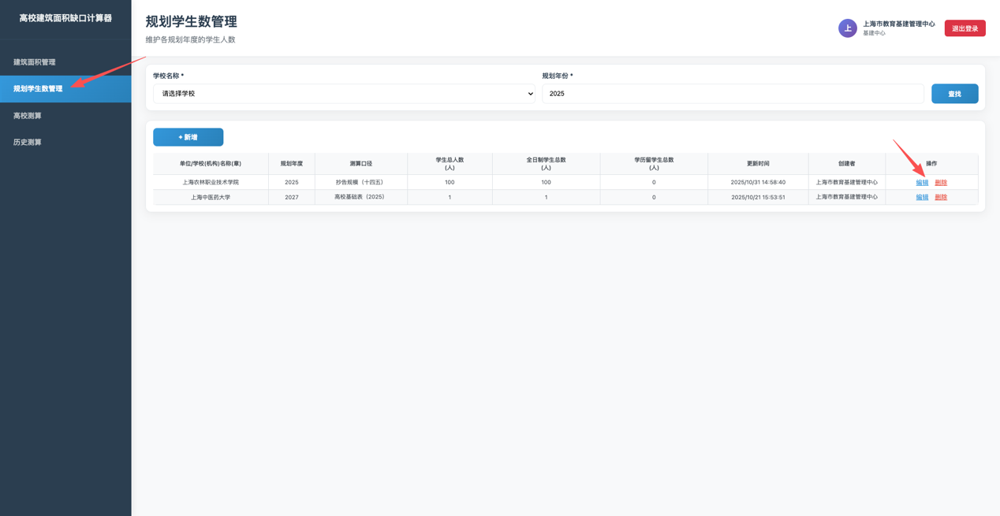 高校建筑面积缺口计算器
建筑面积管理
规划学生数管理
高校测算
历史测算
规划学生数管理
维护各规划年度的学生人数
上
上海市教育基建管理中心
基建中心
退出登录
学校名称 *
请选择学校
规划年份 *
2025
查找
+ 新增
单位/学校(机构)名称(章) 规划年度 测算口径 学生总人数(人) 全日制学生总数(人) 学历留学生总数(人) 更新时间 创建者 操作
上海农林职业技术学院 2025 抄告规模（十四五） 100 100 0 2025/10/31 14:58:40 上海市教育基建管理中心 编辑 删除
上海中医药大学 2027 高校基础表（2025） 1 1 0 2025/10/21 15:53:51 上海市教育基建管理中心 编辑 删除